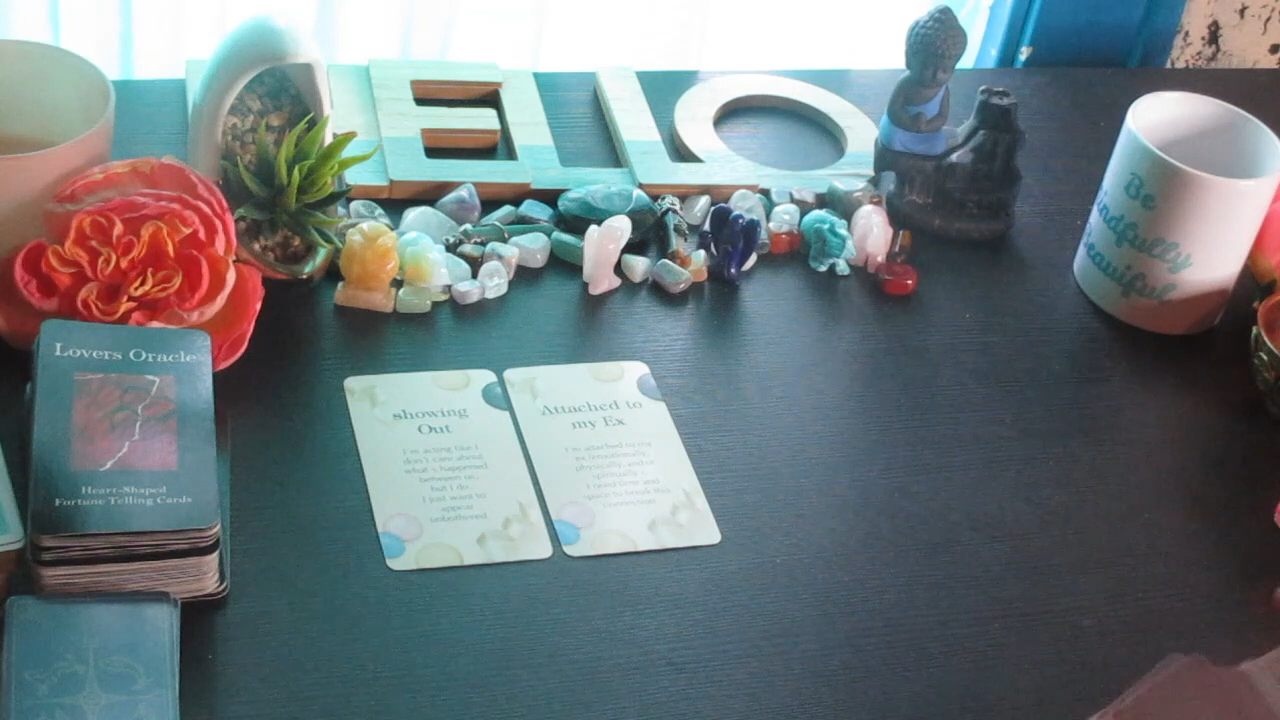 ELLO
Be
Mindfully
Beautiful
Lovers Oracle
Heart-Shaped
Fortune Telling Cards
showing
Out
I'm acting like I
don't care about
what's happened
between us...
but I do...
I just want to
appear
unbothered.
Attached to
my Ex
I'm attached to my
ex (emotionally,
physically, and/or
spiritually).
I need time and
space to break this
connection